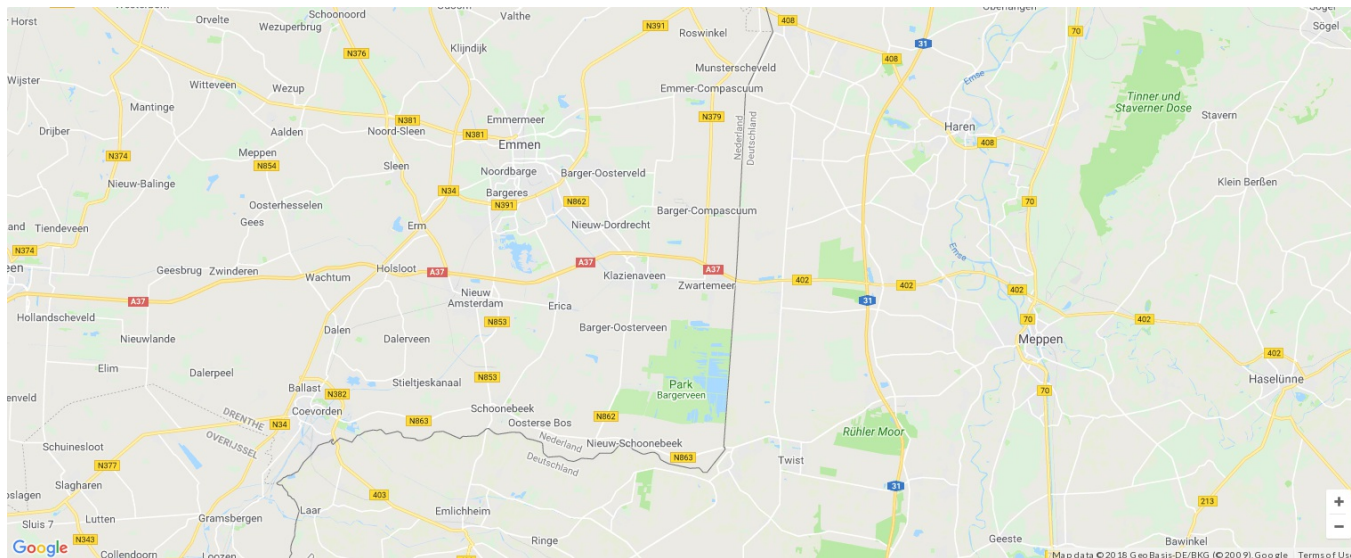 Schoonoord
Valthe
Oberlangen
Sögel
Sögel
Orvelte
Wezuperbrug
N391
Roswinkel
408
70
N376
Klijndijk
31
408
Wijster
Witteveen
Wezup
Munsterscheveld
Emse
Emmer-Compascuum
Tinner und
Staverner Dose
Mantinge
N381
Emmermeer
N379
Stavern
Drijber
Aalden
Noord-Sleen
N381
Emmen
Nederland
Deutschland
Haren
408
N374
Meppen
N854
Sleen
Noordbarge
Barger-Oosterveld
Nieuw-Balinge
N34
Bargeres
N391
N862
Klein Berßen
Oosterhesselen
Barger-Compascuum
70
Tiendeveen
Gees
Erm
Nieuw-Dordrecht
N374
Emse
Geesbrug
Zwinderen
Wachtum
Holsloot
A37
A37
Klazienaveen
A37
Zwartemeer
402
402
402
A37
Nieuw
Amsterdam
Erica
31
Hollandscheveld
N853
Barger-Oosterveen
70
402
Nieuwlande
Dalen
Dalerveen
Meppen
402
Elim
Dalerpeel
Ballast
Stieltjeskanaal
N853
Park
Bargerveen
70
Haselünne
N382
Coevorden
Schoonebeek
DRENTHE
OVERIJSSEL
N34
N863
Oosterse Bos
N862
Rühler Moor
Schuinesloot
Nederland
Deutschland
Nieuw-Schoonebeek
N863
Twist
N377
Slagharen
403
31
213
Sluis 7
Lutten
Gramsbergen
Laar
Emlichheim
N343
Collendoorn
Loozen
Ringe
Geeste
Bawinkel
+
−
Google
Map data ©2018 GeoBasis-DE/BKG (©2009), Google
Terms of Use